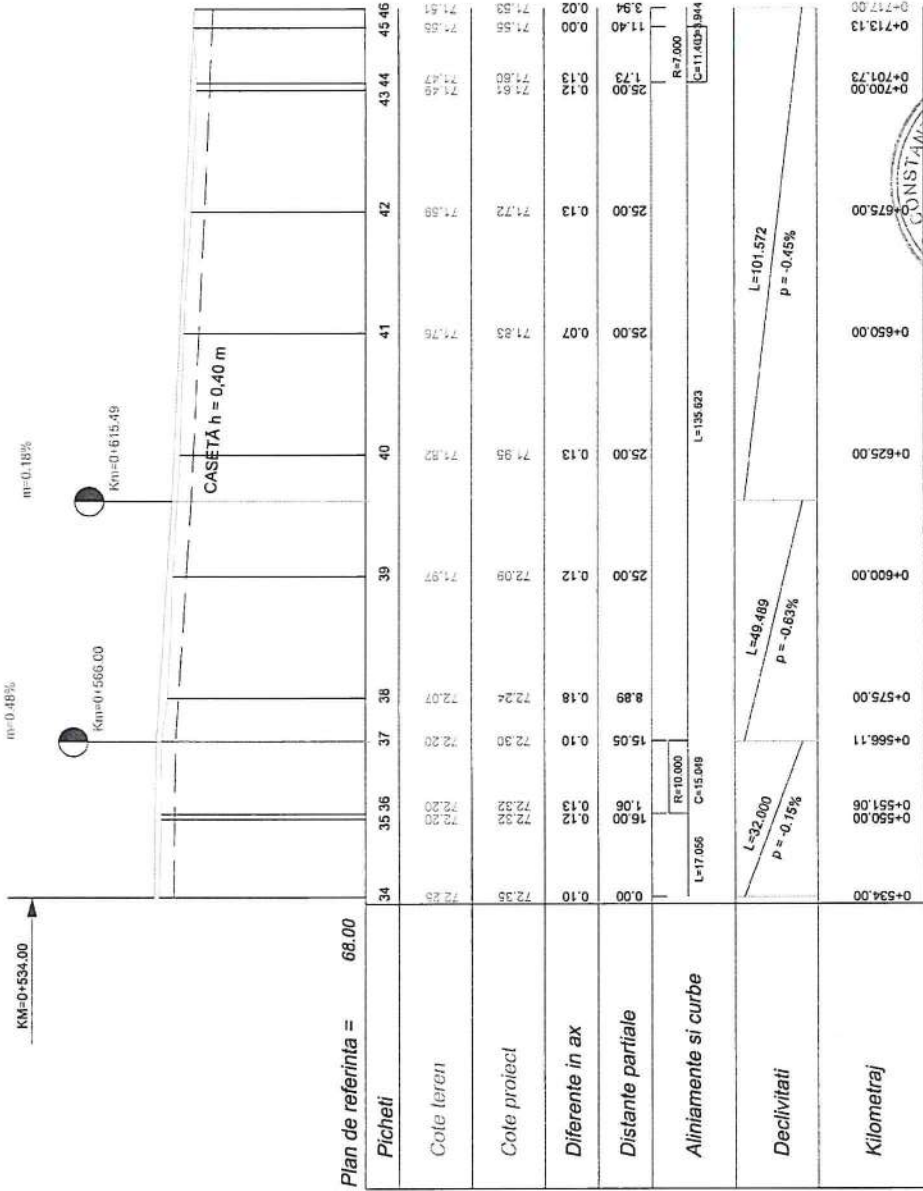 m=0.48%
m=0.18%
KM=0+534.00
Km=0+566.00
Km=0+615.49
CASETĂ h = 0,40 m
Plan de referinta = 68.00
Picheti 34 35 36 37 38 39 40 41 42 43 44 45 46
Cote teren 72.25 72.20 72.20 72.20 72.07 71.97 71.82 71.76 71.59 71.49 71.47 71.55 71.51
Cote proiect 72.35 72.32 72.32 72.30 72.24 72.09 71.95 71.83 71.72 71.61 71.60 71.55 71.53
Diferente in ax 0.10 0.12 0.13 0.10 0.18 0.12 0.13 0.07 0.13 0.12 0.13 0.00 0.02
Distante partiale 0.00 16.00 1.06 15.05 8.89 25.00 25.00 25.00 25.00 25.00 1.73 11.40 3.94
Aliniamente si curbe
R=10.000 R=7.000
L=17.056 C=15.049 L=135.623 C=11.403 3.944
Declivitati
L=32.000 L=49.489 L=101.572
p = -0.15% p = -0.63% p = -0.45%
Kilometraj 0+534.00 0+550.00 0+551.06 0+566.11 0+575.00 0+600.00 0+625.00 0+650.00 0+675.00 0+700.00 0+701.73 0+713.13 0+717.00